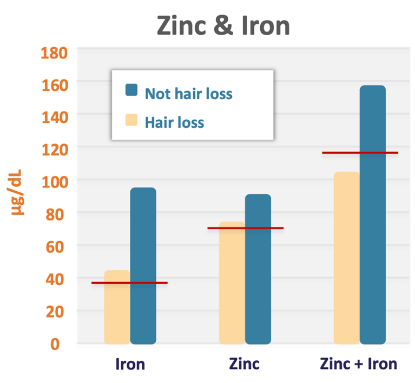 Zinc & Iron
180
160
140
120
100
80
60
40
20
0
µg/dL
Not hair loss
Hair loss
Iron
Zinc
Zinc + Iron